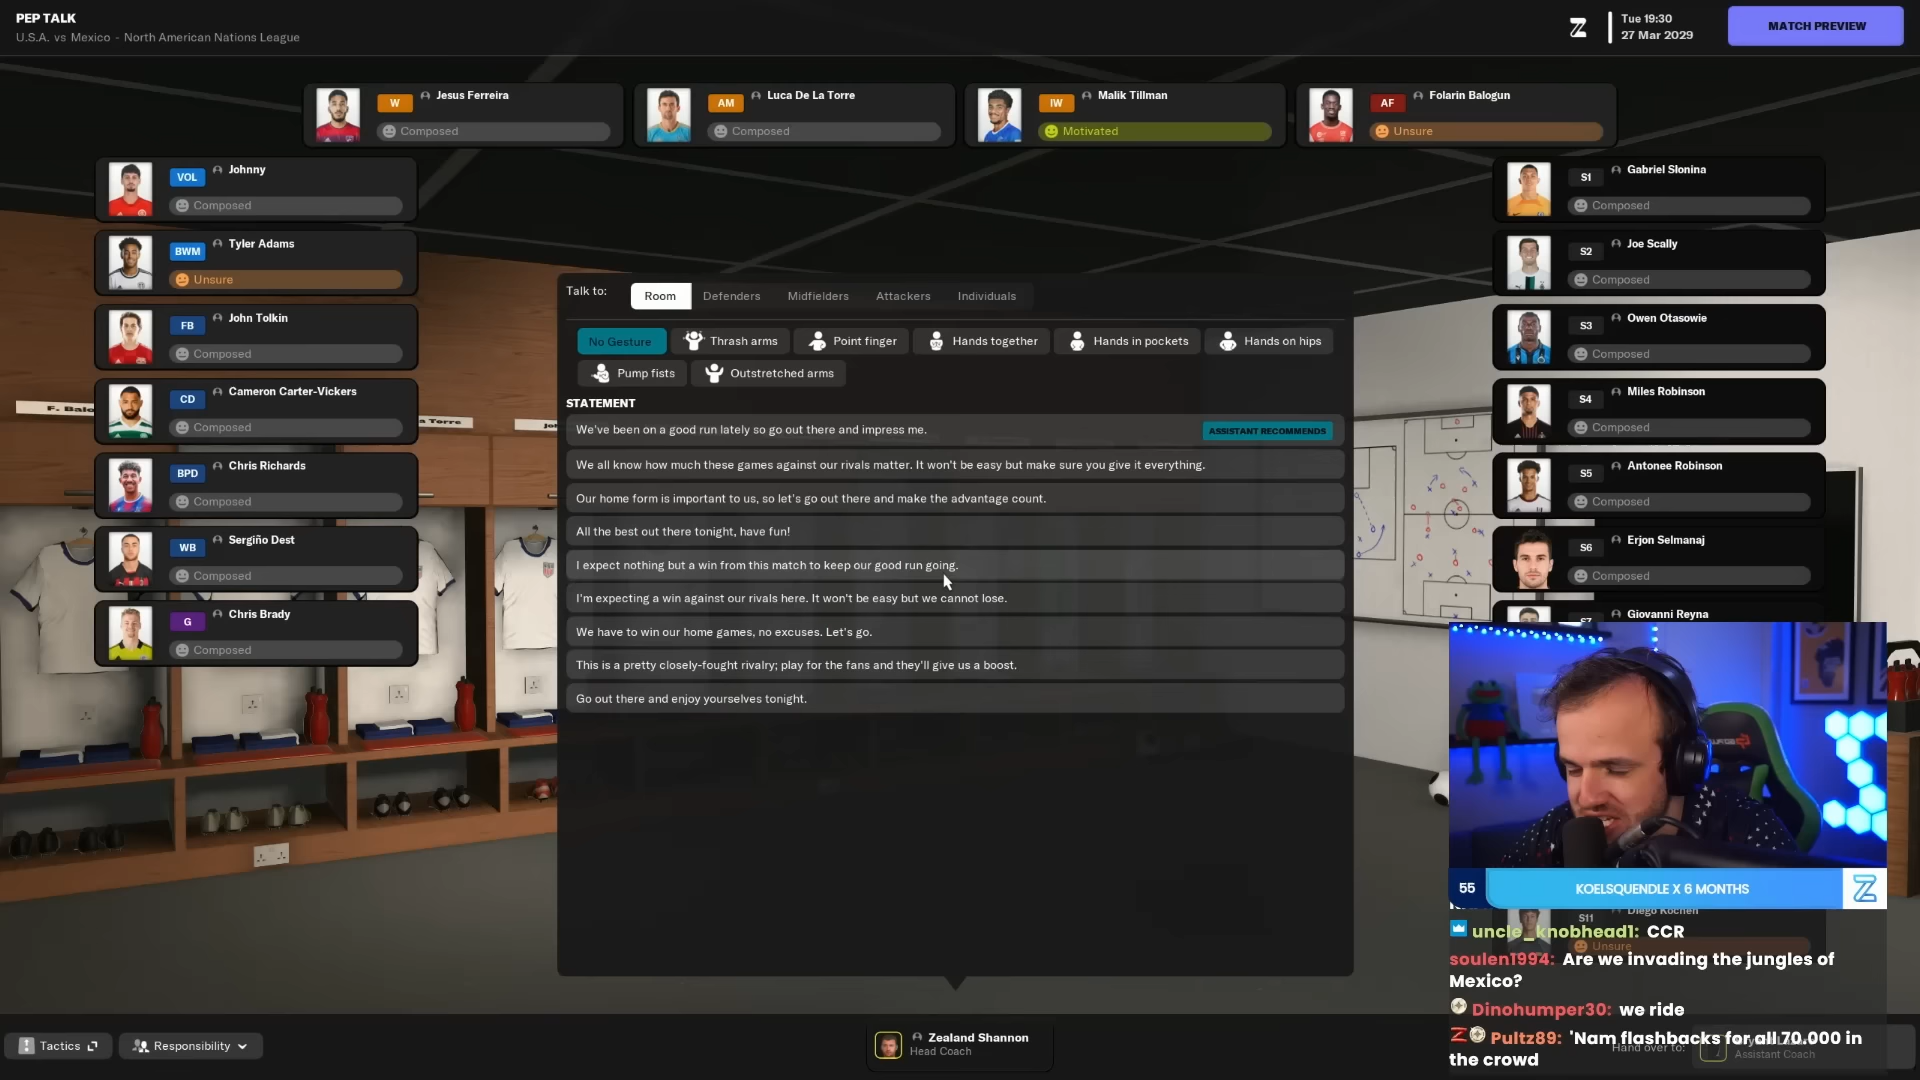 PEP TALK
U.S.A. vs Mexico - North American Nations League
Tue 19:30
27 Mar 2029
MATCH PREVIEW
W Jesus Ferreira
Composed
AM Luca De La Torre
Composed
IW Malik Tillman
Motivated
AF Folarin Balogun
Unsure
VOL Johnny
Composed
BWM Tyler Adams
Unsure
FB John Tolkin
Composed
CD Cameron Carter-Vickers
Composed
BPD Chris Richards
Composed
WB Sergiño Dest
Composed
G Chris Brady
Composed
F. Balo
a Torre
Talk to:
Room Defenders Midfielders Attackers Individuals
No Gesture Thrash arms Point finger Hands together Hands in pockets Hands on hips
Pump fists Outstretched arms
STATEMENT
We've been on a good run lately so go out there and impress me. ASSISTANT RECOMMENDS
We all know how much these games against our rivals matter. It won't be easy but make sure you give it everything.
Our home form is important to us, so let's go out there and make the advantage count.
All the best out there tonight, have fun!
I expect nothing but a win from this match to keep our good run going.
I'm expecting a win against our rivals here. It won't be easy but we cannot lose.
We have to win our home games, no excuses. Let's go.
This is a pretty closely-fought rivalry; play for the fans and they'll give us a boost.
Go out there and enjoy yourselves tonight.
S1 Gabriel Slonina
Composed
S2 Joe Scally
Composed
S3 Owen Otasowie
Composed
S4 Miles Robinson
Composed
S5 Antonee Robinson
Composed
S6 Erjon Selmanaj
Composed
S7 Giovanni Reyna
55 KOELSQUENDLE X 6 MONTHS
S11 Diego Kochen
Unsure
uncle_knobhead1: CCR
soulen1994: Are we invading the jungles of
Mexico?
Dinohumper30: we ride
Pultz89: 'Nam flashbacks for all 70,000 in
the crowd
Hand over to:
Assistant Coach
Tactics
Responsibility
Zealand Shannon
Head Coach